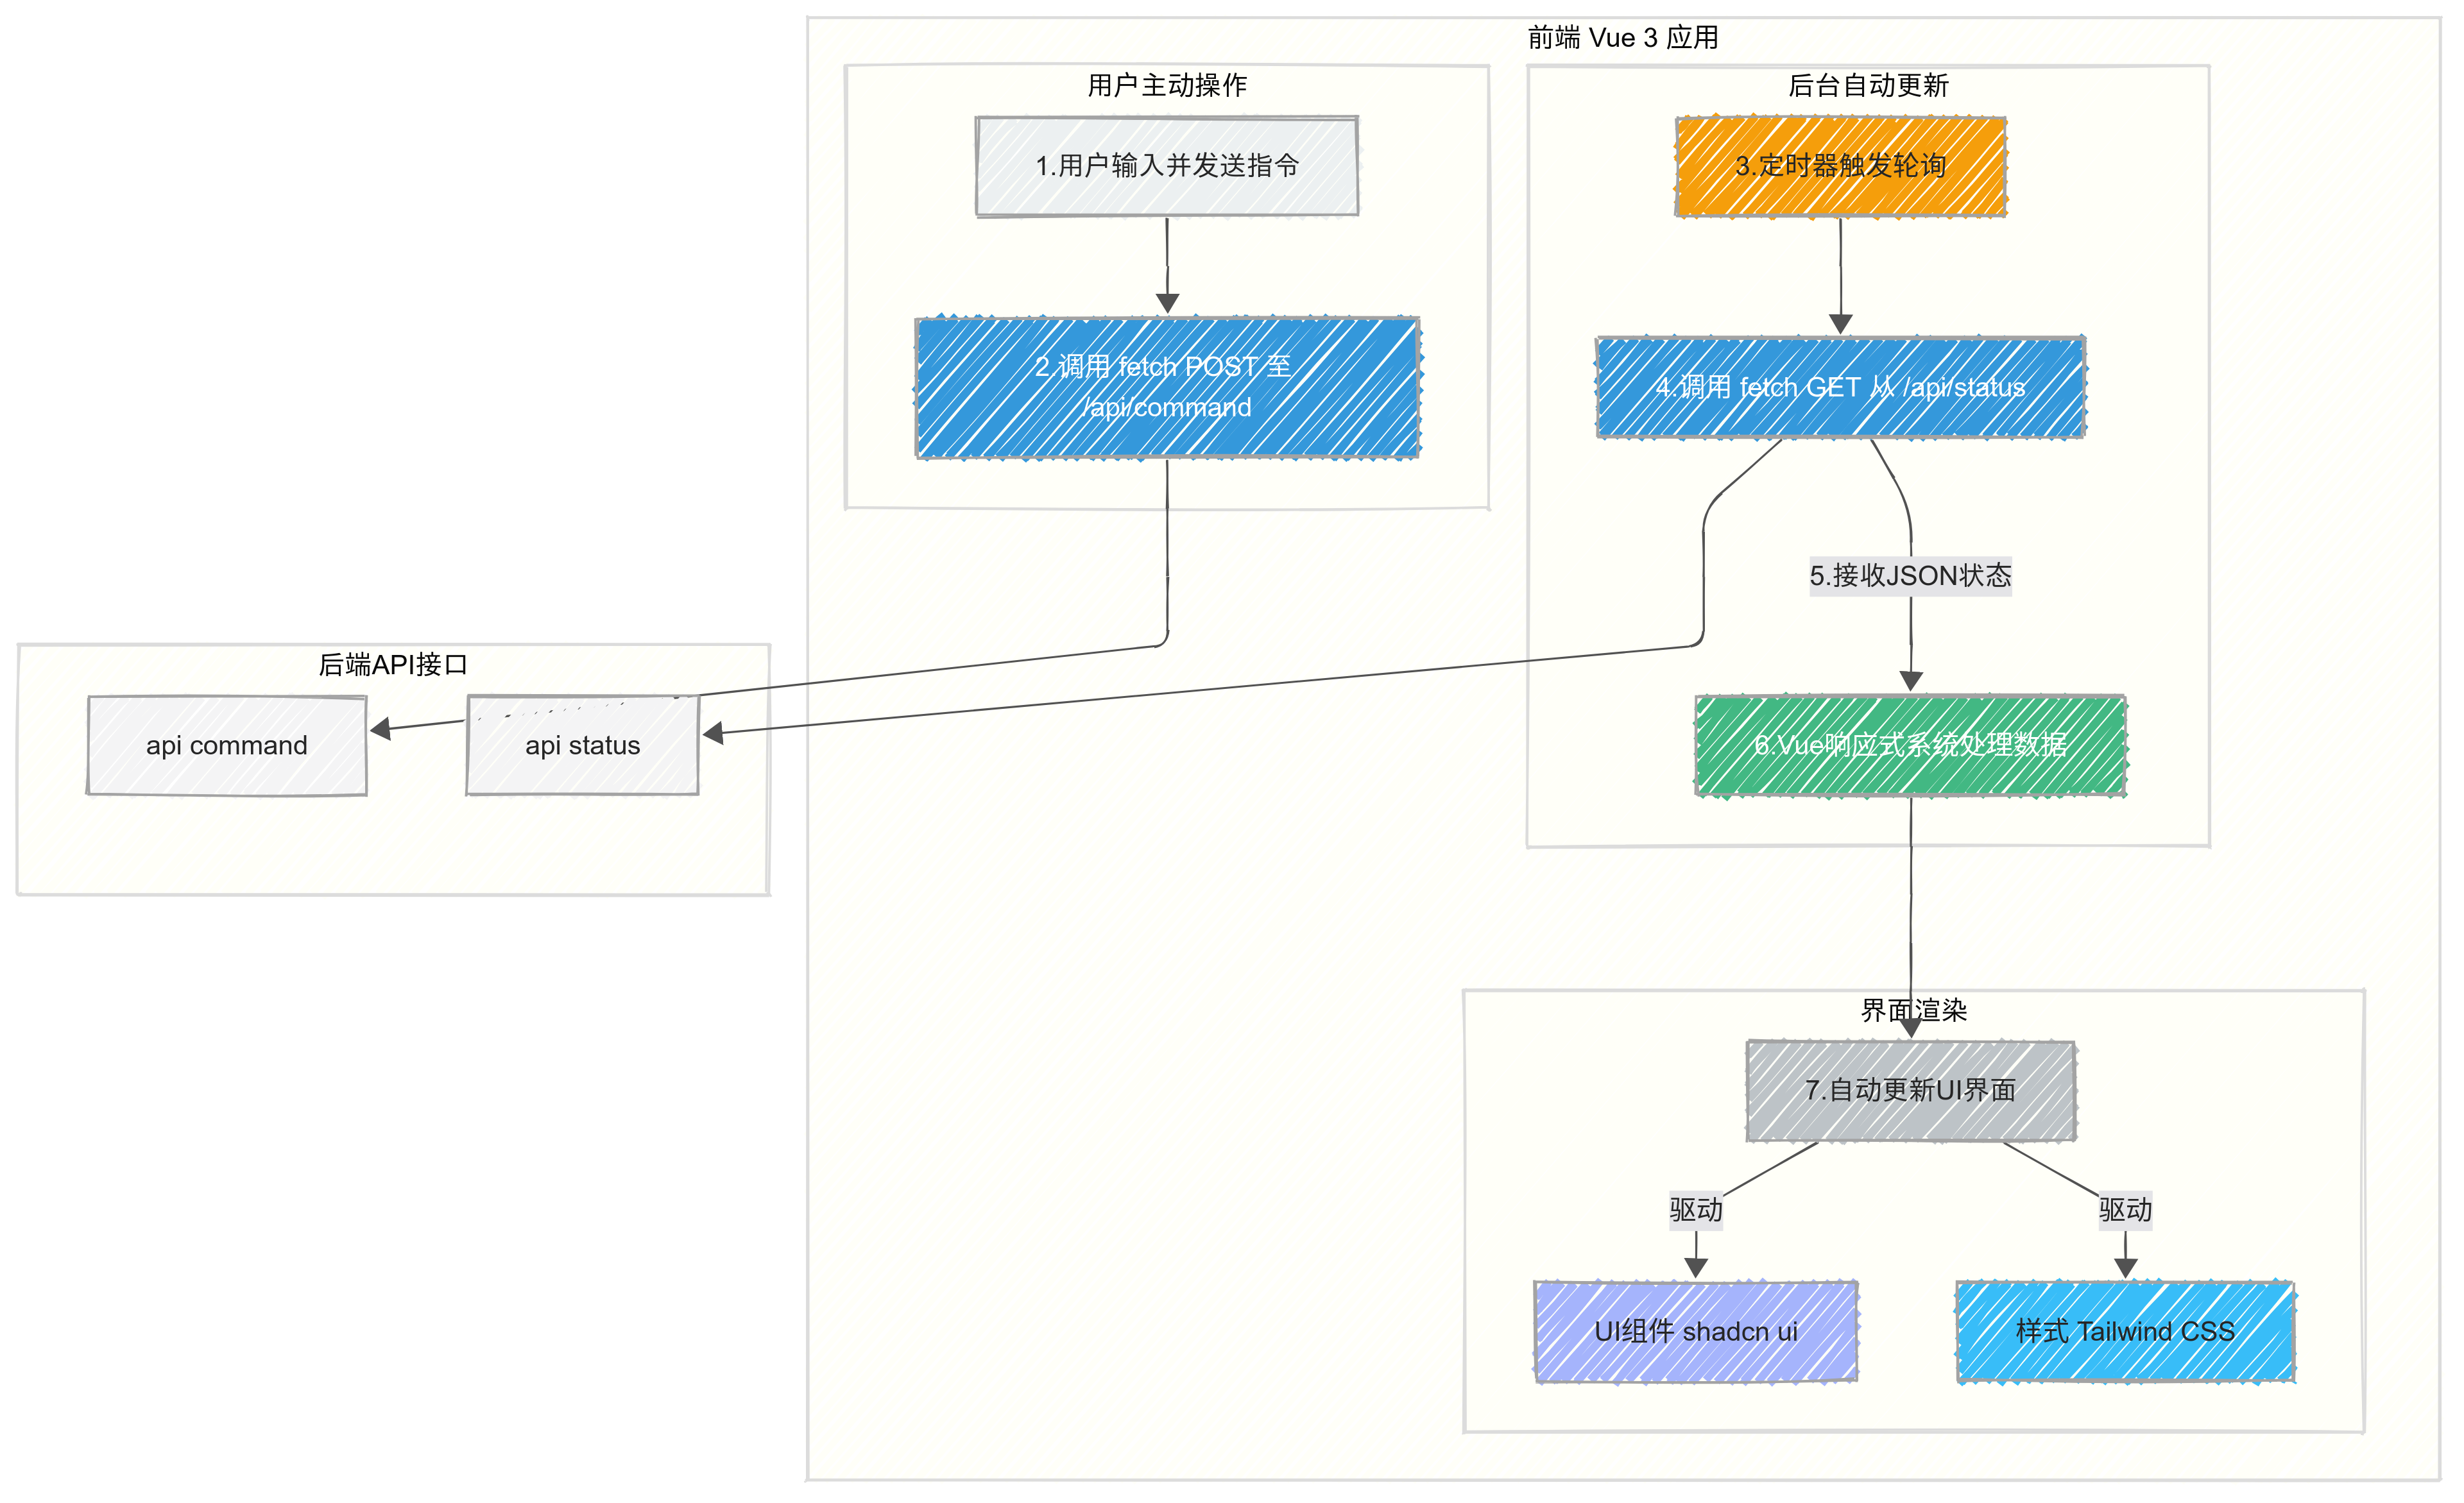 前端 Vue 3 应用
用户主动操作
1.用户输入并发送指令
2.调用 fetch POST 至
/api/command
后台自动更新
3.定时器触发轮询
4.调用 fetch GET 从 /api/status
5.接收JSON状态
6.Vue响应式系统处理数据
后端API接口
api command
api status
界面渲染
7.自动更新UI界面
驱动
驱动
UI组件 shadcn ui
样式 Tailwind CSS